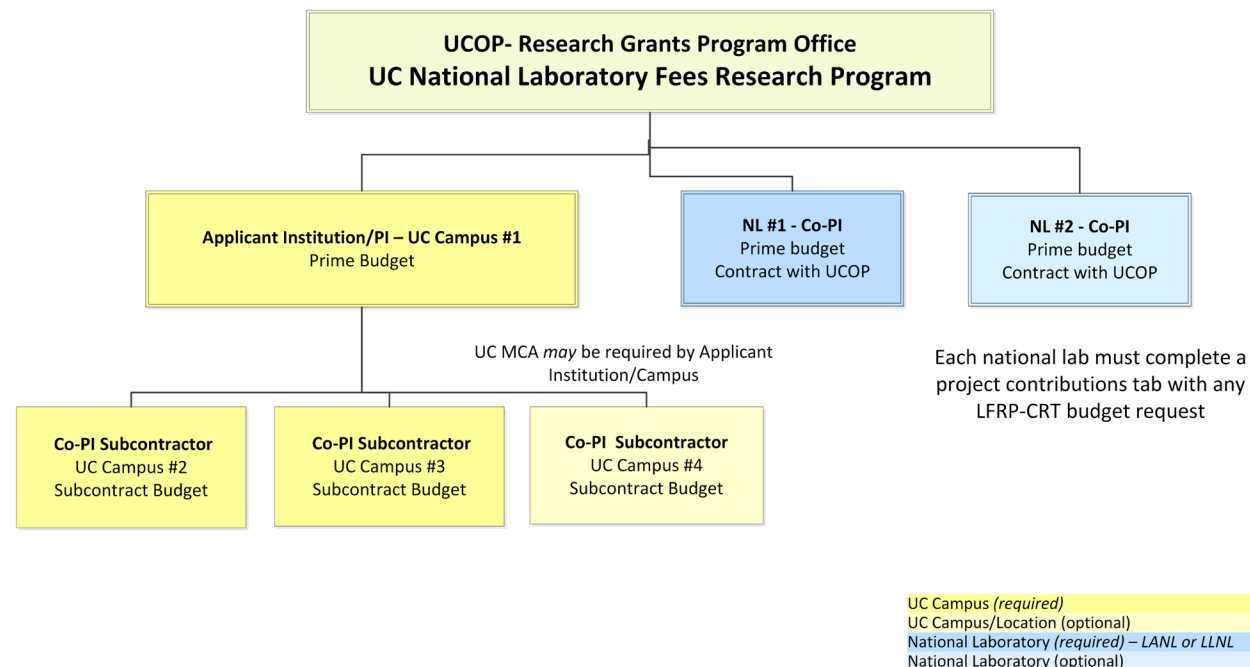 UCOP- Research Grants Program Office
UC National Laboratory Fees Research Program
Applicant Institution/PI – UC Campus #1
Prime Budget
NL #1 - Co-PI
Prime budget
Contract with UCOP
NL #2 - Co-PI
Prime budget
Contract with UCOP
UC MCA may be required by Applicant
Institution/Campus
Each national lab must complete a
project contributions tab with any
LFRP-CRT budget request
Co-PI Subcontractor
UC Campus #2
Subcontract Budget
Co-PI Subcontractor
UC Campus #3
Subcontract Budget
Co-PI  Subcontractor
UC Campus #4
Subcontract Budget
UC Campus (required)
UC Campus/Location (optional)
National Laboratory (required) – LANL or LLNL
National Laboratory (optional)